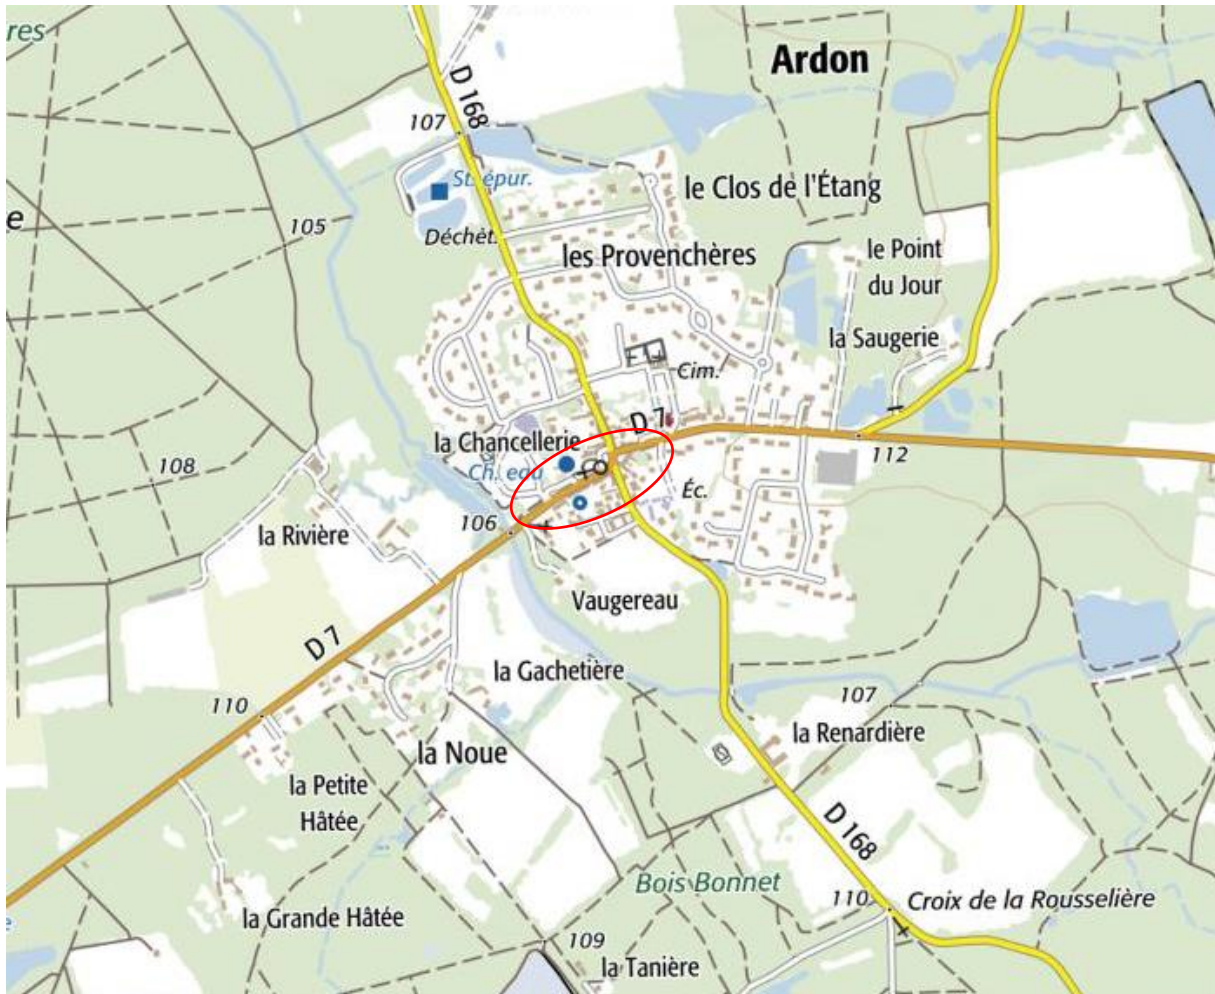 res
Ardon
D 168
107
St épur.
le Clos de l'Étang
e
105
Déchèt.
les Provenchères
le Point
du Jour
la Saugerie
Cim.
D 7
la Chancellerie
Ch. eau
108
112
Éc.
106
la Rivière
Vaugereau
D 7
la Gachetière
107
110
la Renardière
la Noue
la Petite
Hâtée
D 168
Bois Bonnet
110
Croix de la Rousselière
la Grande Hâtée
e
109
la Tanière